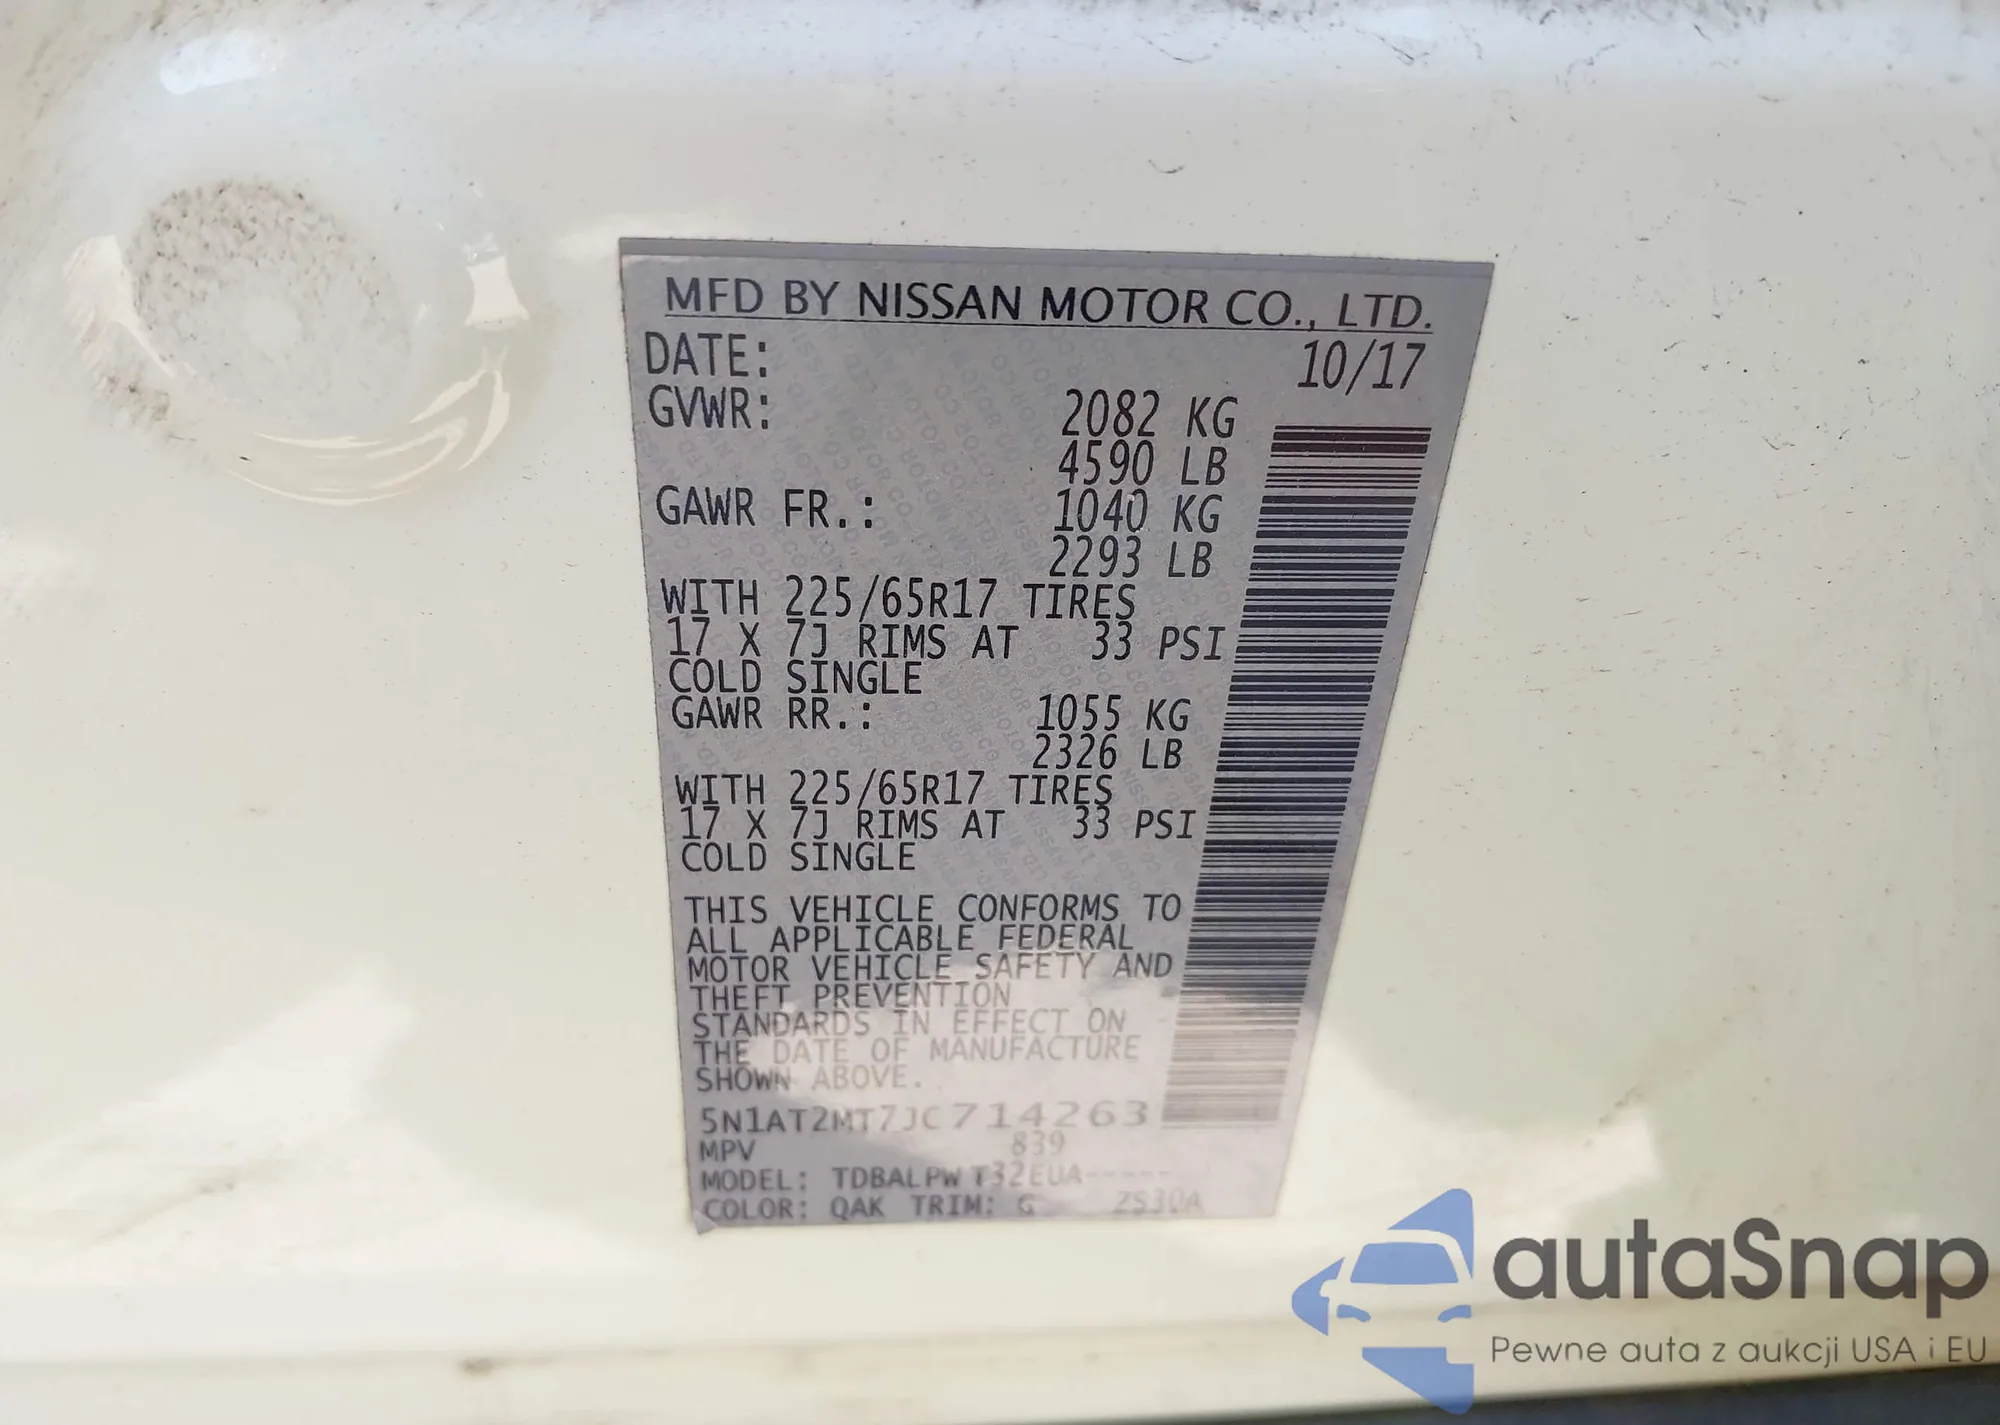 MFD BY NISSAN MOTOR CO., LTD.
DATE: 10/17
GVWR: 2082 KG
4590 LB
GAWR FR.: 1040 KG
2293 LB
WITH 225/65R17 TIRES
17 X 7J RIMS AT 33 PSI
COLD SINGLE
GAWR RR.: 1055 KG
2326 LB
WITH 225/65R17 TIRES
17 X 7J RIMS AT 33 PSI
COLD SINGLE
THIS VEHICLE CONFORMS TO
ALL APPLICABLE FEDERAL
MOTOR VEHICLE SAFETY AND
THEFT PREVENTION
STANDARDS IN EFFECT ON
THE DATE OF MANUFACTURE
SHOWN ABOVE.
5N1AT2MT7JC714263
MPV 839
MODEL: TDBALPW T32EUA-----
COLOR: QAK TRIM: G ZS30A
autaSnap
Pewne auta z aukcji USA i EU